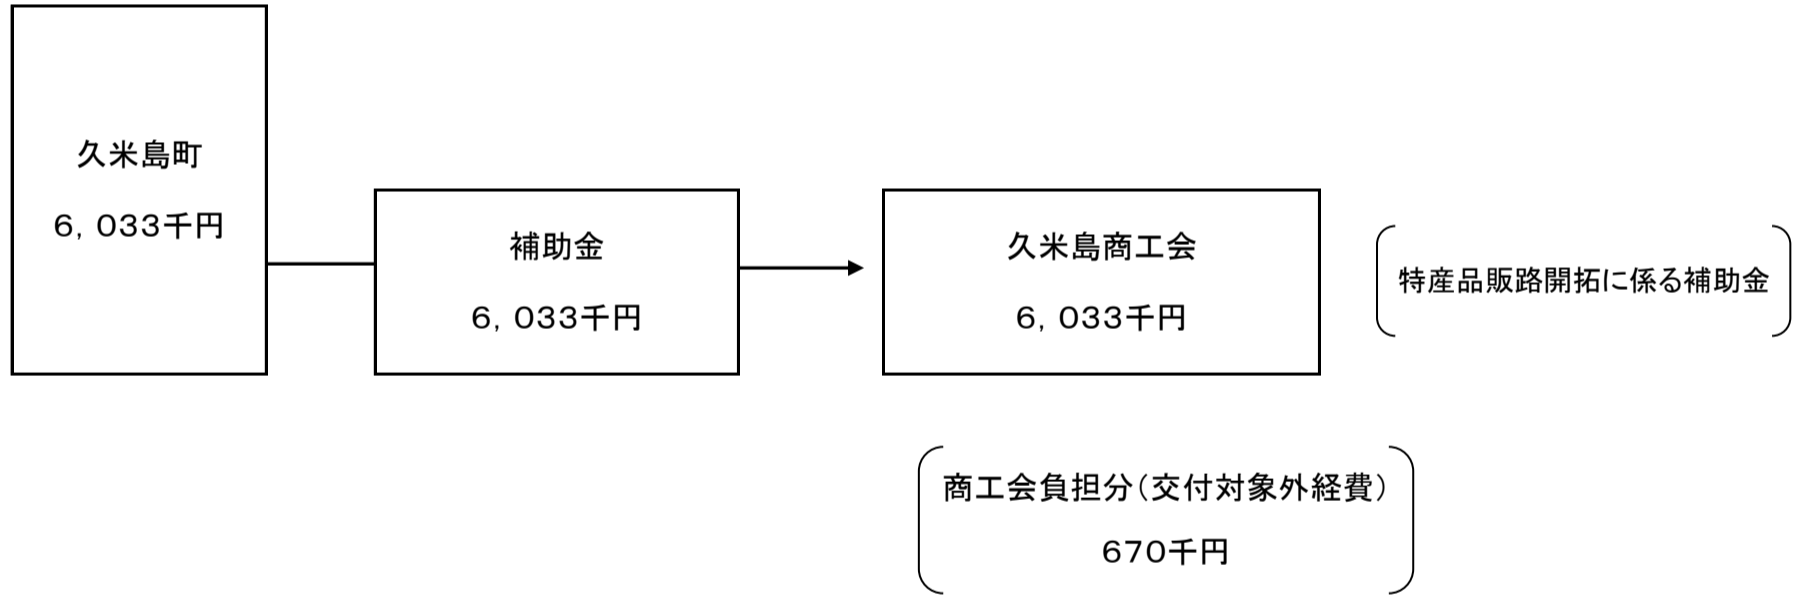 久米島町
６，０３３千円
補助金
６，０３３千円
久米島商工会
６，０３３千円
特産品販路開拓に係る補助金
商工会負担分（交付対象外経費）
６７０千円